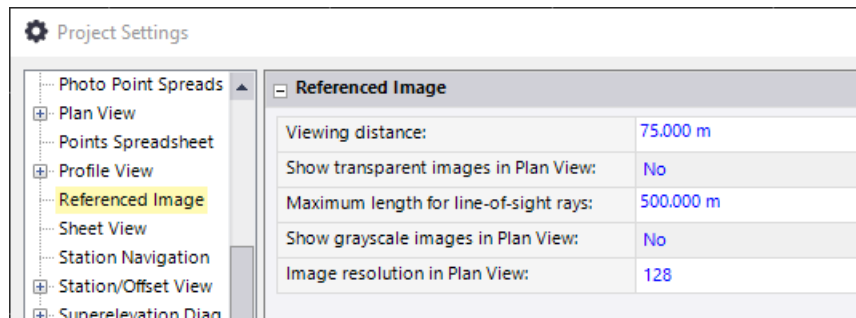 Project Settings
Photo Point Spreads
Plan View
Points Spreadsheet
Profile View
Referenced Image
Sheet View
Station Navigation
Station/Offset View
Superelevation Diag
Referenced Image
Viewing distance: 75.000 m
Show transparent images in Plan View: No
Maximum length for line-of-sight rays: 500.000 m
Show grayscale images in Plan View: No
Image resolution in Plan View: 128